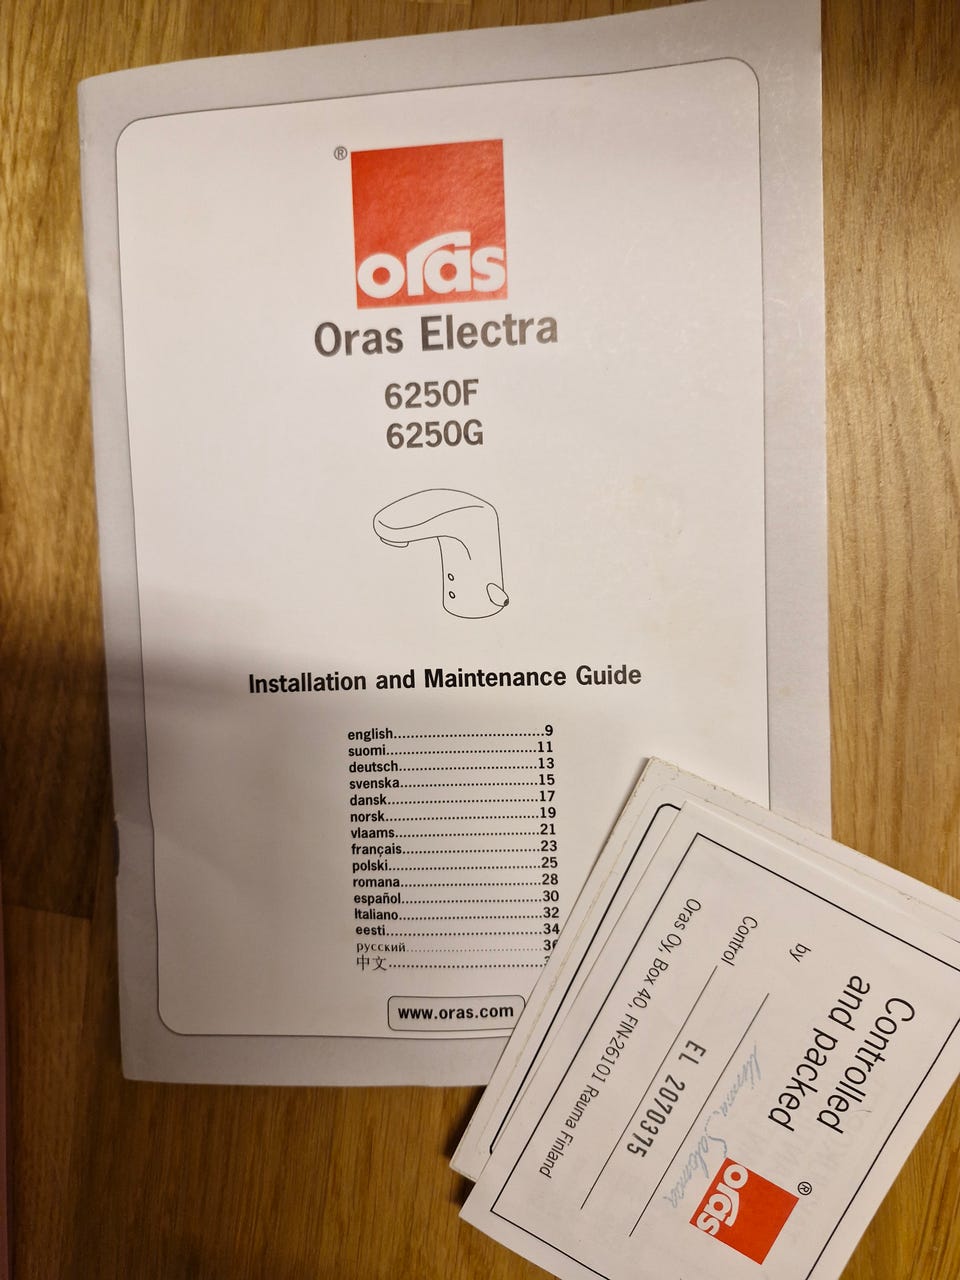 ®
oras
Oras Electra
6250F
6250G
Installation and Maintenance Guide
english..................................9
suomi..................................11
deutsch...............................13
svenska...............................15
dansk..................................17
norsk...................................19
vlaams................................21
français...............................23
polski..................................25
romana...............................28
español................................30
Italiano................................32
eesti....................................34
русский
中文
www.oras.com
Controlled
and packed
by
EL 2070375
Control
Oras Oy, Box 40, FIN-26101 Rauma Finland
oras
®